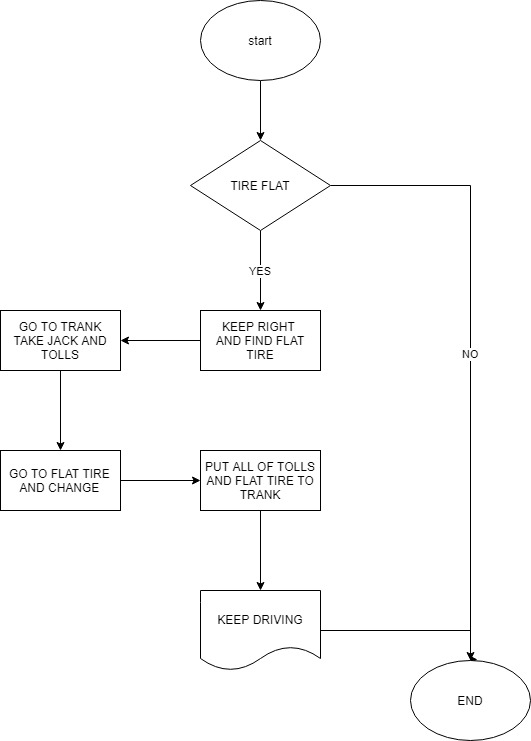 start
TIRE FLAT
YES
GO TO TRANK
TAKE JACK AND
TOLLS
KEEP RIGHT
AND FIND FLAT
TIRE
NO
GO TO FLAT TIRE
AND CHANGE
PUT ALL OF TOLLS
AND FLAT TIRE TO
TRANK
KEEP DRIVING
END